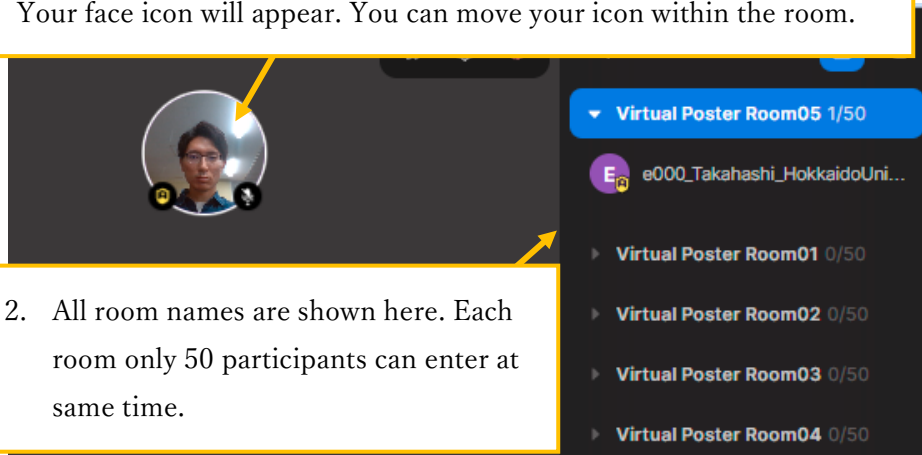 Your face icon will appear. You can move your icon within the room.
Virtual Poster Room05 1/50
E e000_Takahashi_HokkaidoUni...
Virtual Poster Room01 0/50
2. All room names are shown here. Each
room only 50 participants can enter at
same time.
Virtual Poster Room02 0/50
Virtual Poster Room03 0/50
Virtual Poster Room04 0/50